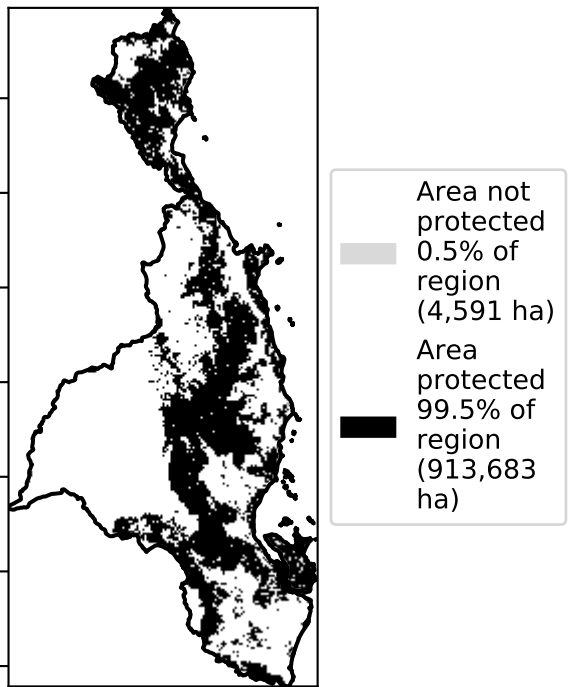 Area not
protected
0.5% of
region
(4,591 ha)
Area
protected
99.5% of
region
(913,683
ha)